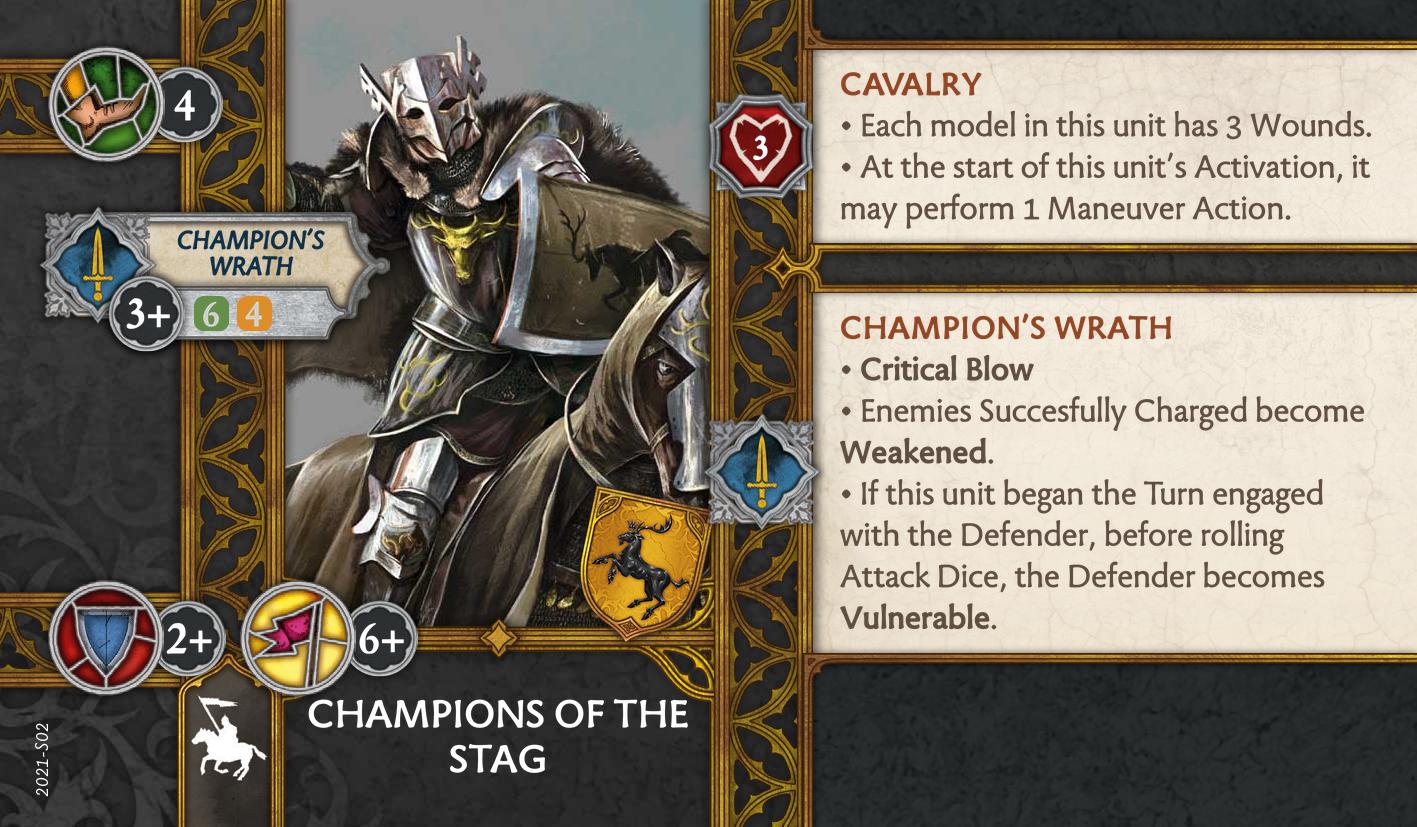 4
CHAMPION'S
WRATH
3+ 6 4
2+
6+
CHAMPIONS OF THE
STAG
2021-S02
3
CAVALRY
• Each model in this unit has 3 Wounds.
• At the start of this unit's Activation, it
may perform 1 Maneuver Action.
CHAMPION'S WRATH
• Critical Blow
• Enemies Succesfully Charged become
Weakened.
• If this unit began the Turn engaged
with the Defender, before rolling
Attack Dice, the Defender becomes
Vulnerable.